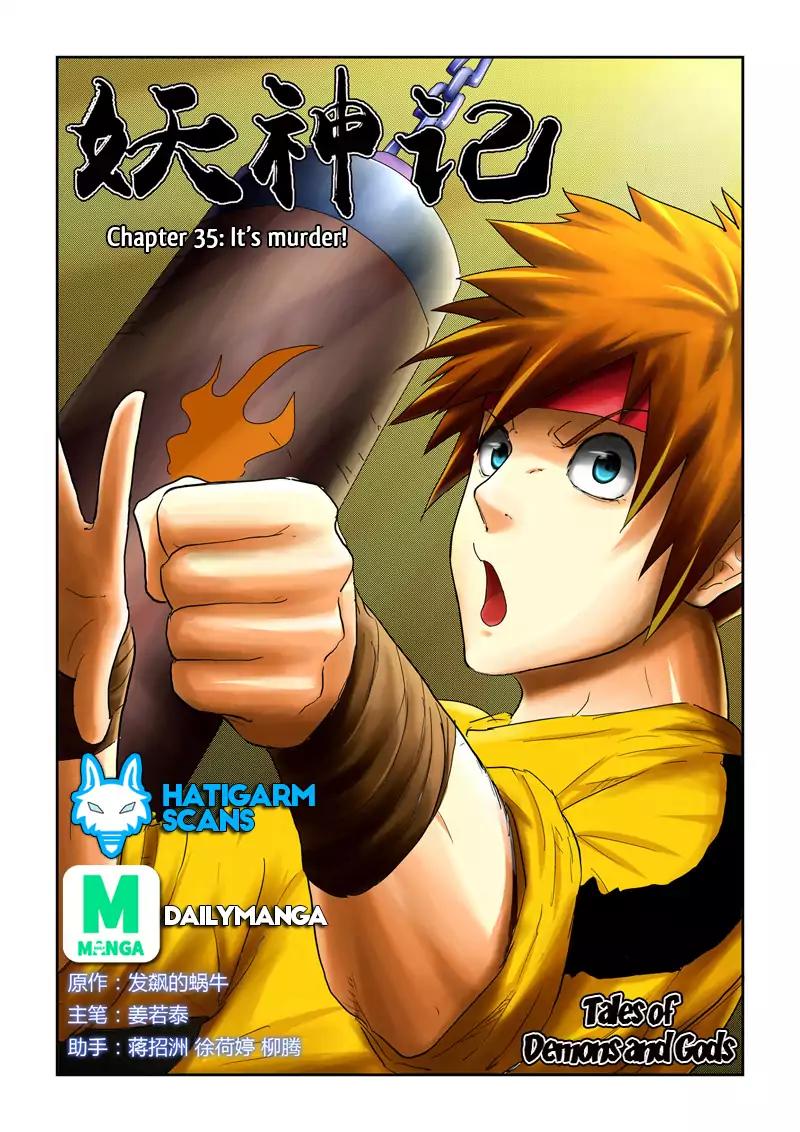 妖神记
Chapter 35: It's murder!
HATIGARM
SCANS
M
MANGA
DAILYMANGA
原作：发飙的蜗牛
主笔：姜若泰
助手：蒋招洲 徐荷婷 柳腾
Tales of
Demons and Gods